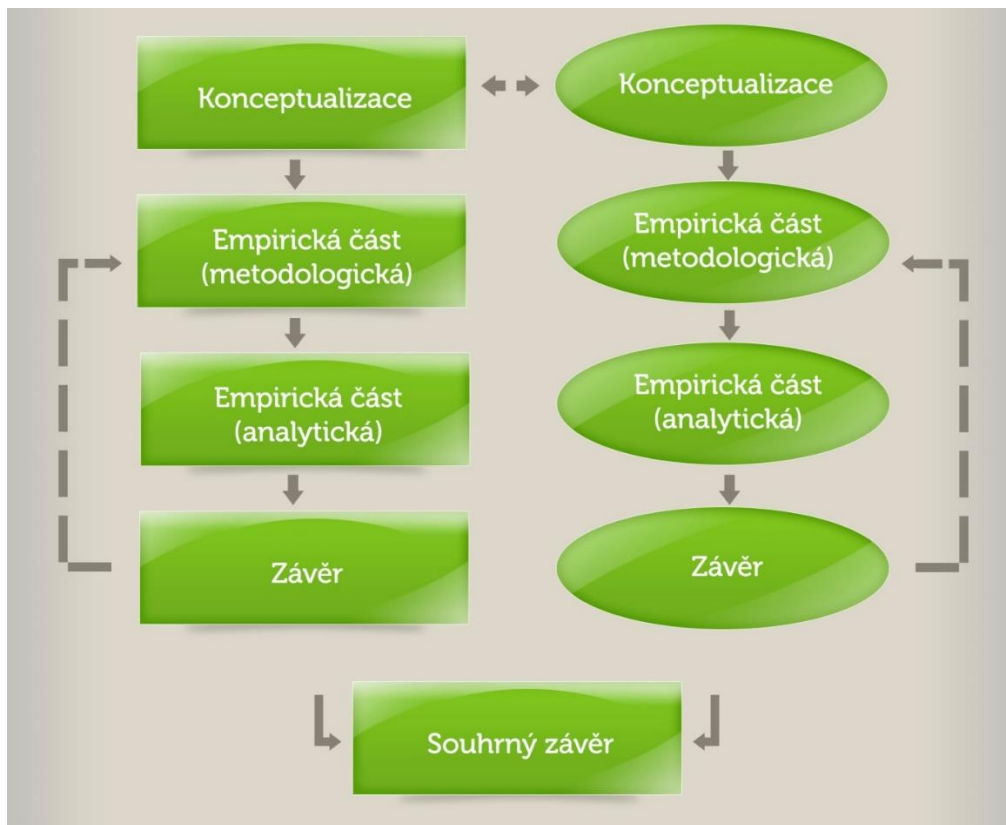 Konceptualizace
Konceptualizace
Empirická část
(metodologická)
Empirická část
(metodologická)
Empirická část
(analytická)
Empirická část
(analytická)
Závěr
Závěr
Souhrný závěr